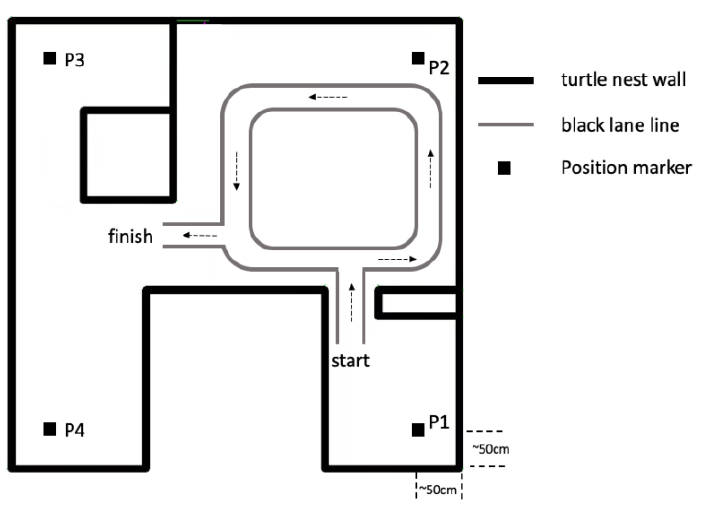 P3
P2
turtle nest wall
black lane line
Position marker
finish
start
P4
P1
~50cm
~50cm